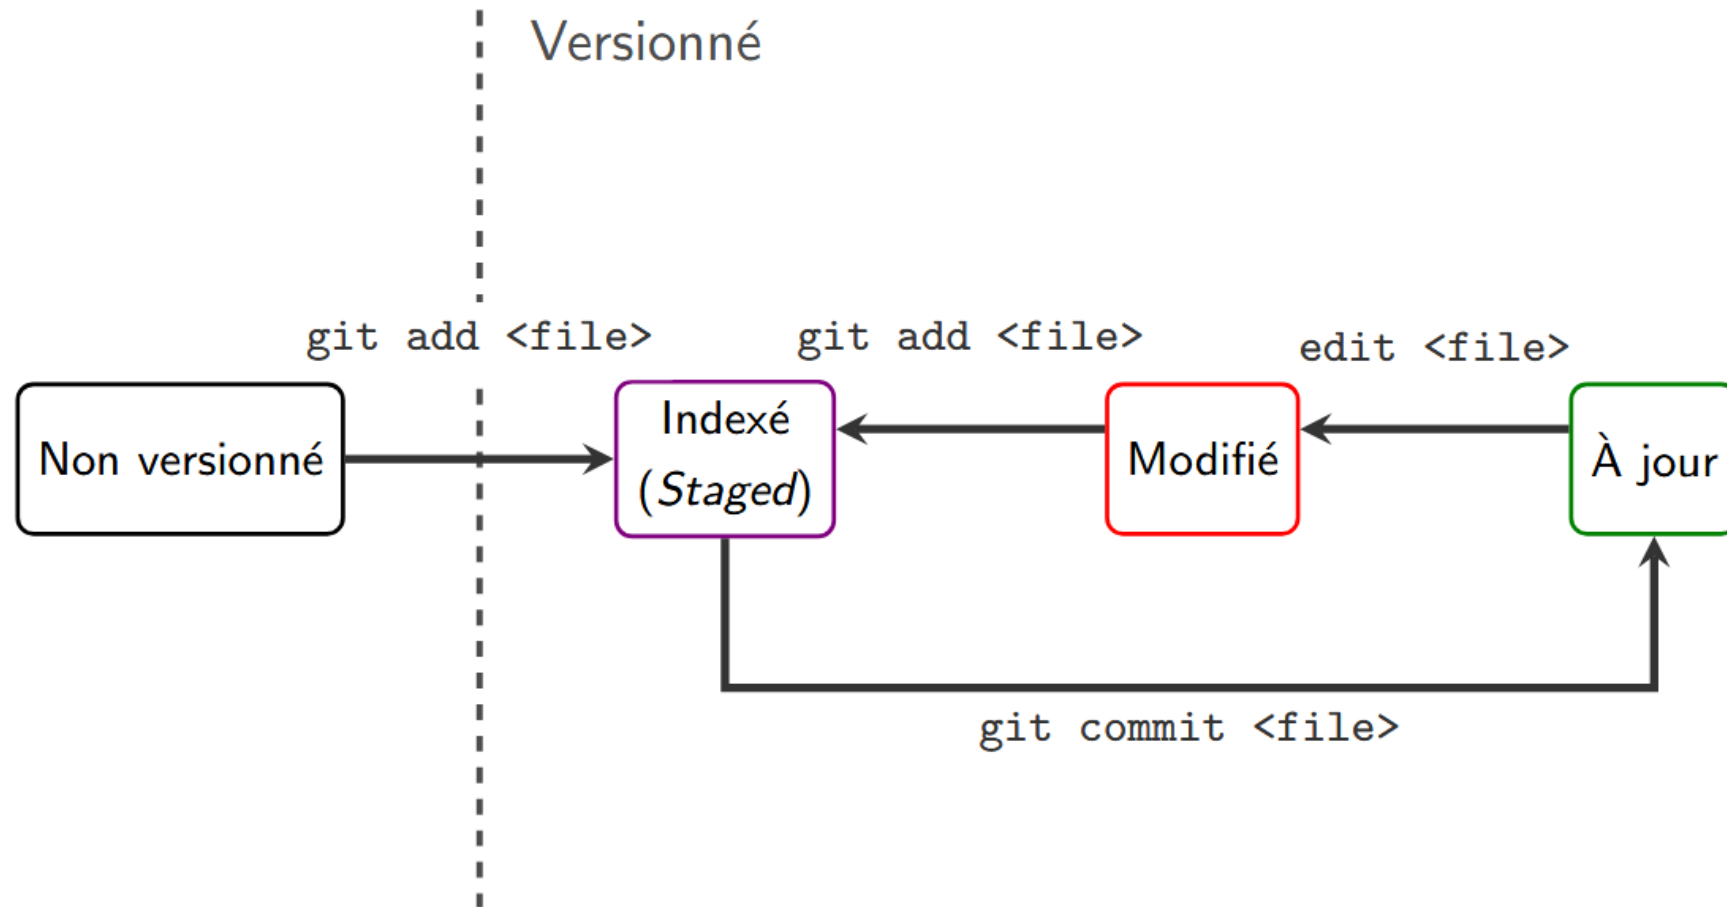 Versionné
git add <file>
git add <file>
edit <file>
Non versionné
Indexé
(Staged)
Modifié
À jour
git commit <file>